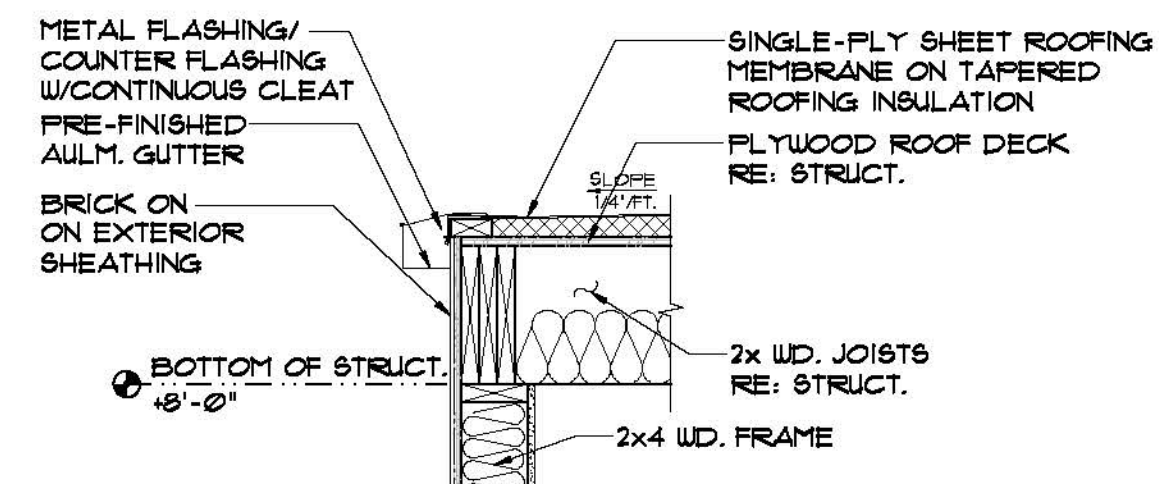 METAL FLASHING/
COUNTER FLASHING
W/CONTINUOUS CLEAT
PRE-FINISHED
AULM. GUTTER
BRICK ON
ON EXTERIOR
SHEATHING
BOTTOM OF STRUCT.
+8'-0"
SLOPE
1/4"/FT.
SINGLE-PLY SHEET ROOFING
MEMBRANE ON TAPERED
ROOFING INSULATION
PLYWOOD ROOF DECK
RE: STRUCT.
2x WD. JOISTS
RE: STRUCT.
2x4 WD. FRAME